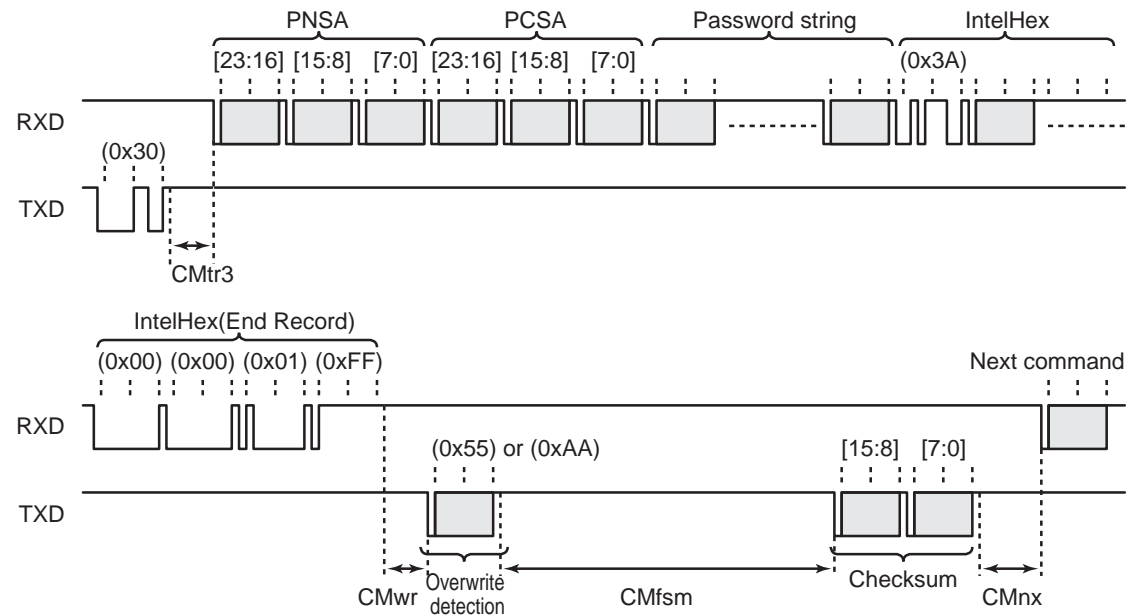 PNSA PCSA Password string IntelHex
[23:16] [15:8] [7:0] [23:16] [15:8] [7:0] (0x3A)
RXD
(0x30)
TXD
CMtr3
IntelHex(End Record)
(0x00) (0x00) (0x01) (0xFF) Next command
RXD
(0x55) or (0xAA) [15:8] [7:0]
TXD
CMwr Overwrite detection CMfsm Checksum CMnx